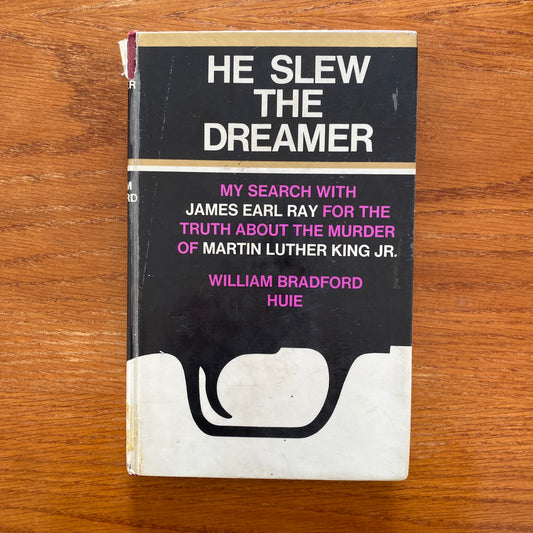 HE SLEW
THE
DREAMER
MY SEARCH WITH
JAMES EARL RAY FOR THE
TRUTH ABOUT THE MURDER
OF MARTIN LUTHER KING JR.
WILLIAM BRADFORD
HUIE